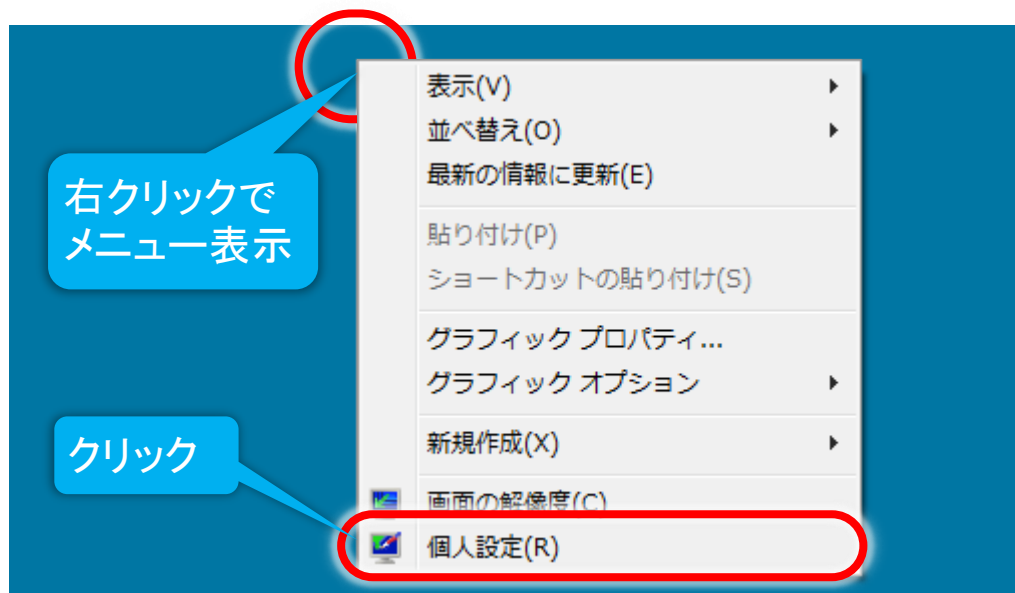 表示(V)
並べ替え(O)
最新の情報に更新(E)
右クリックで
メニュー表示
貼り付け(P)
ショートカットの貼り付け(S)
グラフィック プロパティ...
グラフィック オプション
新規作成(X)
クリック
画面の解像度(C)
個人設定(R)